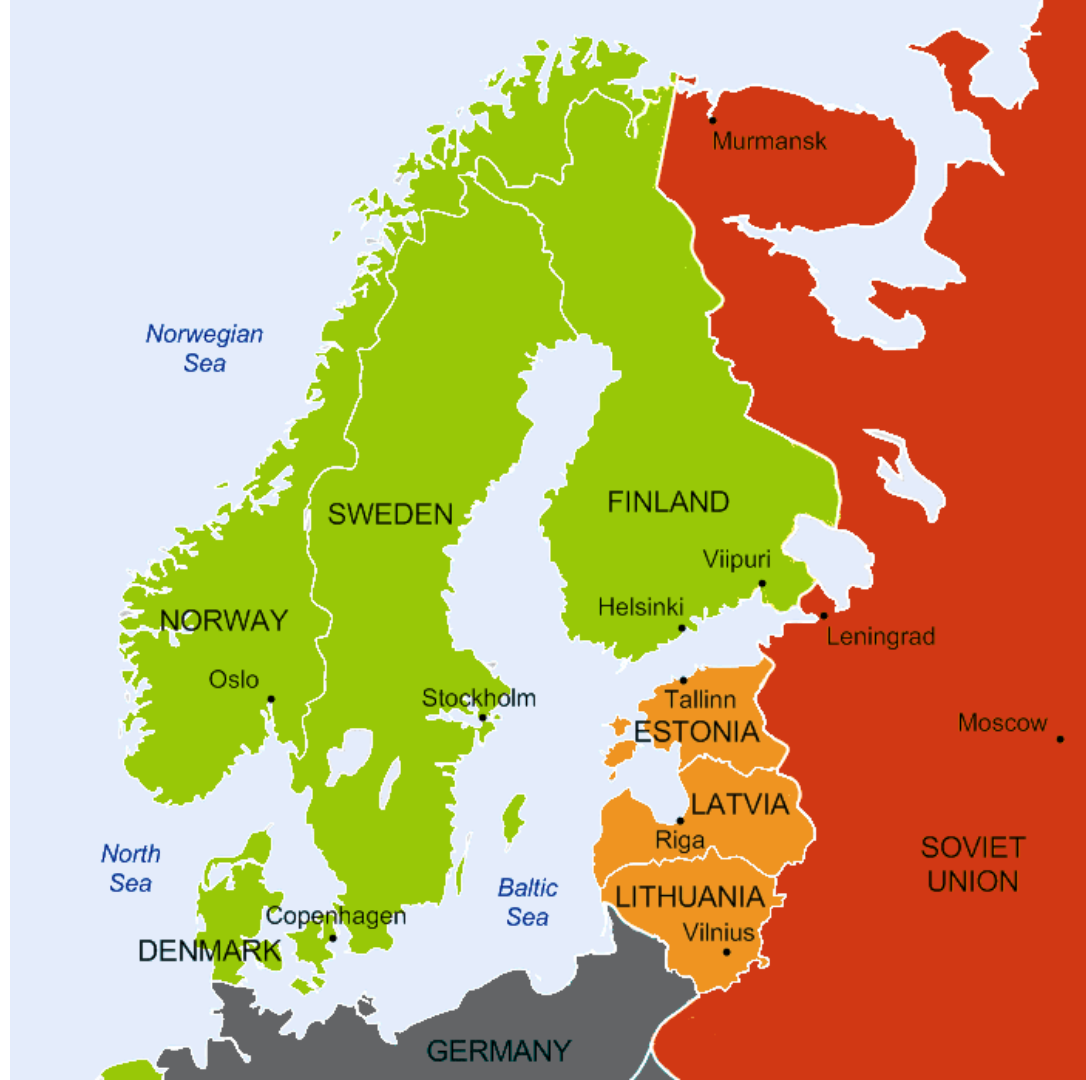 Murmansk
Norwegian
Sea
SWEDEN
FINLAND
Viipuri
Helsinki
NORWAY
Leningrad
Oslo
Stockholm
Tallinn
ESTONIA
Moscow
LATVIA
Riga
North
Sea
SOVIET
UNION
Baltic
Sea
LITHUANIA
Copenhagen
Vilnius
DENMARK
GERMANY